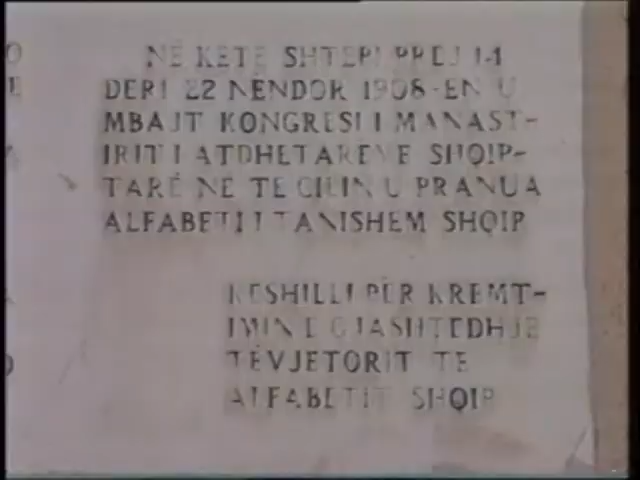 NË KËTË SHTËPI PREJ 14
DERI 22 NËNDOR 1908-EN U
MBAJT KONGRESI I MANAST-
IRIT I ATDHETARËVE SHQIP-
TARË NË TË CILIN U PRANUA
ALFABETI I TANISHEM SHQIP
KËSHILLI PËR KREMT-
IMIN E GJASHTËDHJE
TËVJETORIT TË
ALFABETIT SHQIP